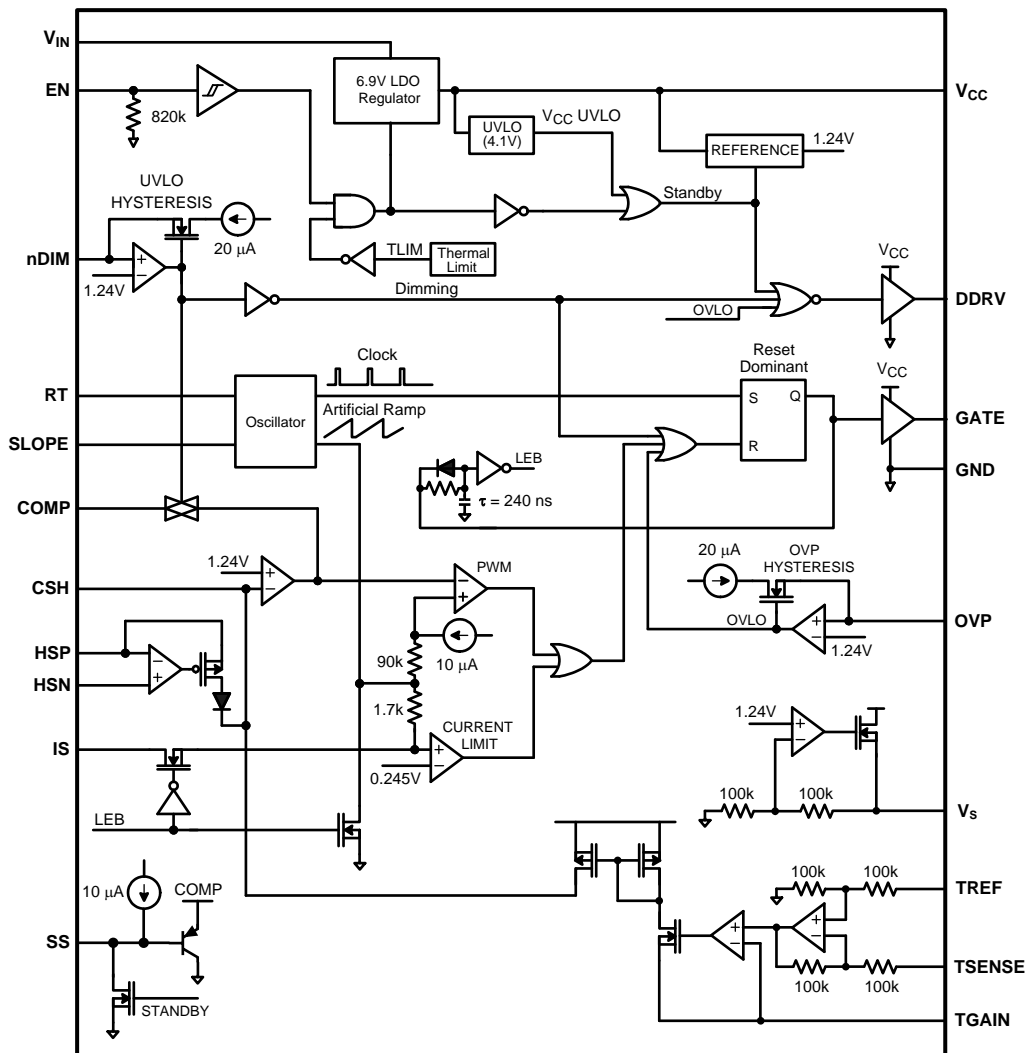 VIN
EN
820k
6.9V LDO
Regulator
VCC
UVLO
(4.1V)
VCC UVLO
REFERENCE
1.24V
UVLO
HYSTERESIS
20 µA
Standby
nDIM
1.24V
TLIM
Thermal
Limit
Dimming
OVLO
VCC
DDRV
Clock
Reset
Dominant
VCC
RT
Oscillator
S
Q
GATE
Artificial Ramp
SLOPE
R
LEB
GND
COMP
τ = 240 ns
1.24V
PWM
20 µA
OVP
HYSTERESIS
CSH
OVLO
OVP
1.24V
10 µA
90k
HSP
HSN
1.7k
CURRENT
LIMIT
IS
0.245V
1.24V
100k
100k
VS
LEB
10 µA
COMP
100k
100k
TREF
SS
100k
100k
TSENSE
STANDBY
TGAIN